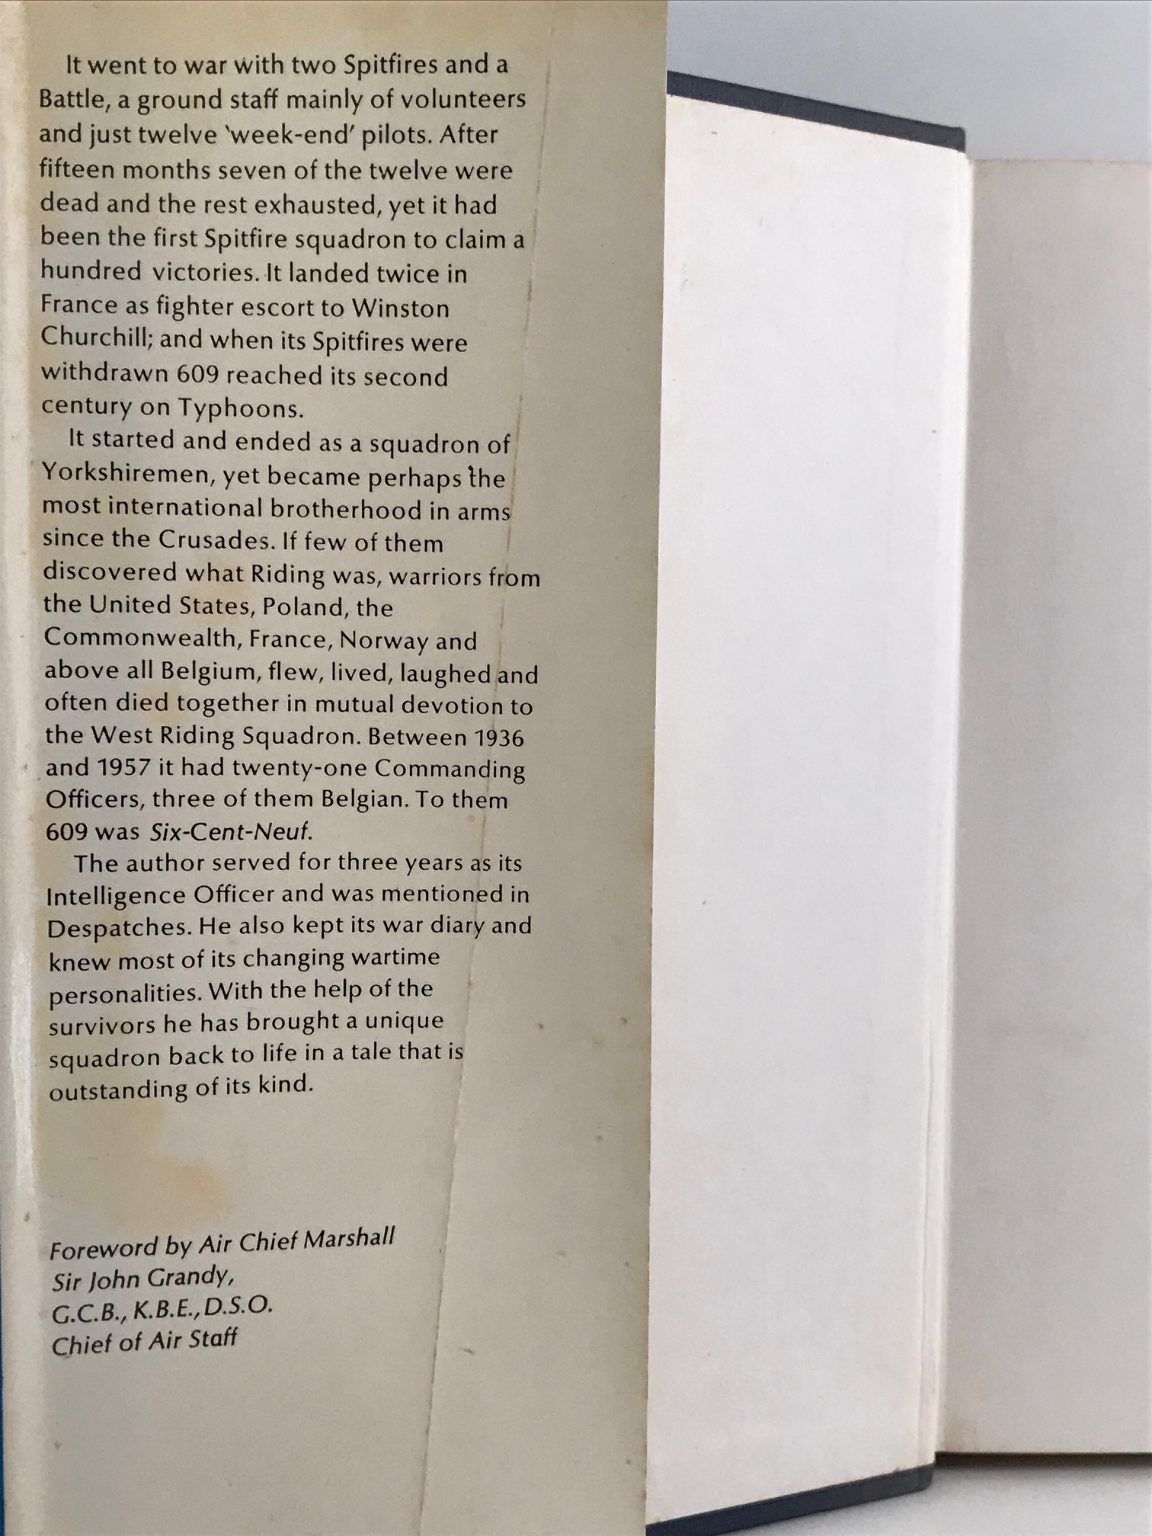 It went to war with two Spitfires and a
Battle, a ground staff mainly of volunteers
and just twelve 'week-end' pilots. After
fifteen months seven of the twelve were
dead and the rest exhausted, yet it had
been the first Spitfire squadron to claim a
hundred victories. It landed twice in
France as fighter escort to Winston
Churchill; and when its Spitfires were
withdrawn 609 reached its second
century on Typhoons.
It started and ended as a squadron of
Yorkshiremen, yet became perhaps the
most international brotherhood in arms
since the Crusades. If few of them
discovered what Riding was, warriors from
the United States, Poland, the
Commonwealth, France, Norway and
above all Belgium, flew, lived, laughed and
often died together in mutual devotion to
the West Riding Squadron. Between 1936
and 1957 it had twenty-one Commanding
Officers, three of them Belgian. To them
609 was Six-Cent-Neuf.
The author served for three years as its
Intelligence Officer and was mentioned in
Despatches. He also kept its war diary and
knew most of its changing wartime
personalities. With the help of the
survivors he has brought a unique
squadron back to life in a tale that is
outstanding of its kind.
Foreword by Air Chief Marshall
Sir John Grandy,
G.C.B., K.B.E., D.S.O.
Chief of Air Staff